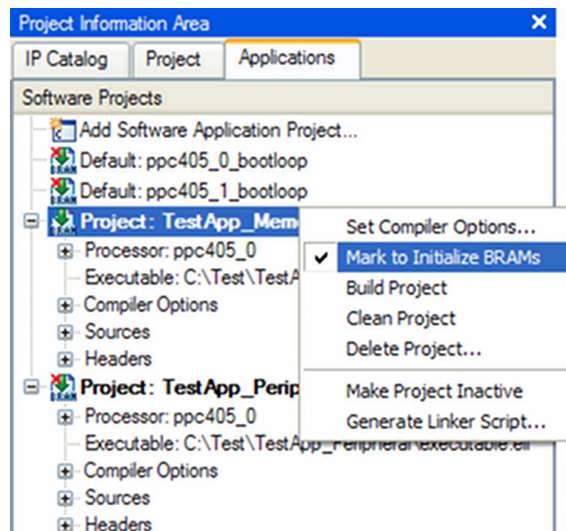 Project Information Area
IP Catalog Project Applications
Software Projects
Add Software Application Project...
Default: ppc405_0_bootloop
Default: ppc405_1_bootloop
Project: TestApp_Mem
Processor: ppc405_0
Executable: C:\Test\TestA
Compiler Options
Sources
Headers
Project: TestApp_Perip
Processor: ppc405_0
Executable: C:\Test\TestApp_Peripheral\executable.elf
Compiler Options
Sources
Headers
Set Compiler Options...
Mark to Initialize BRAMs
Build Project
Clean Project
Delete Project...
Make Project Inactive
Generate Linker Script...